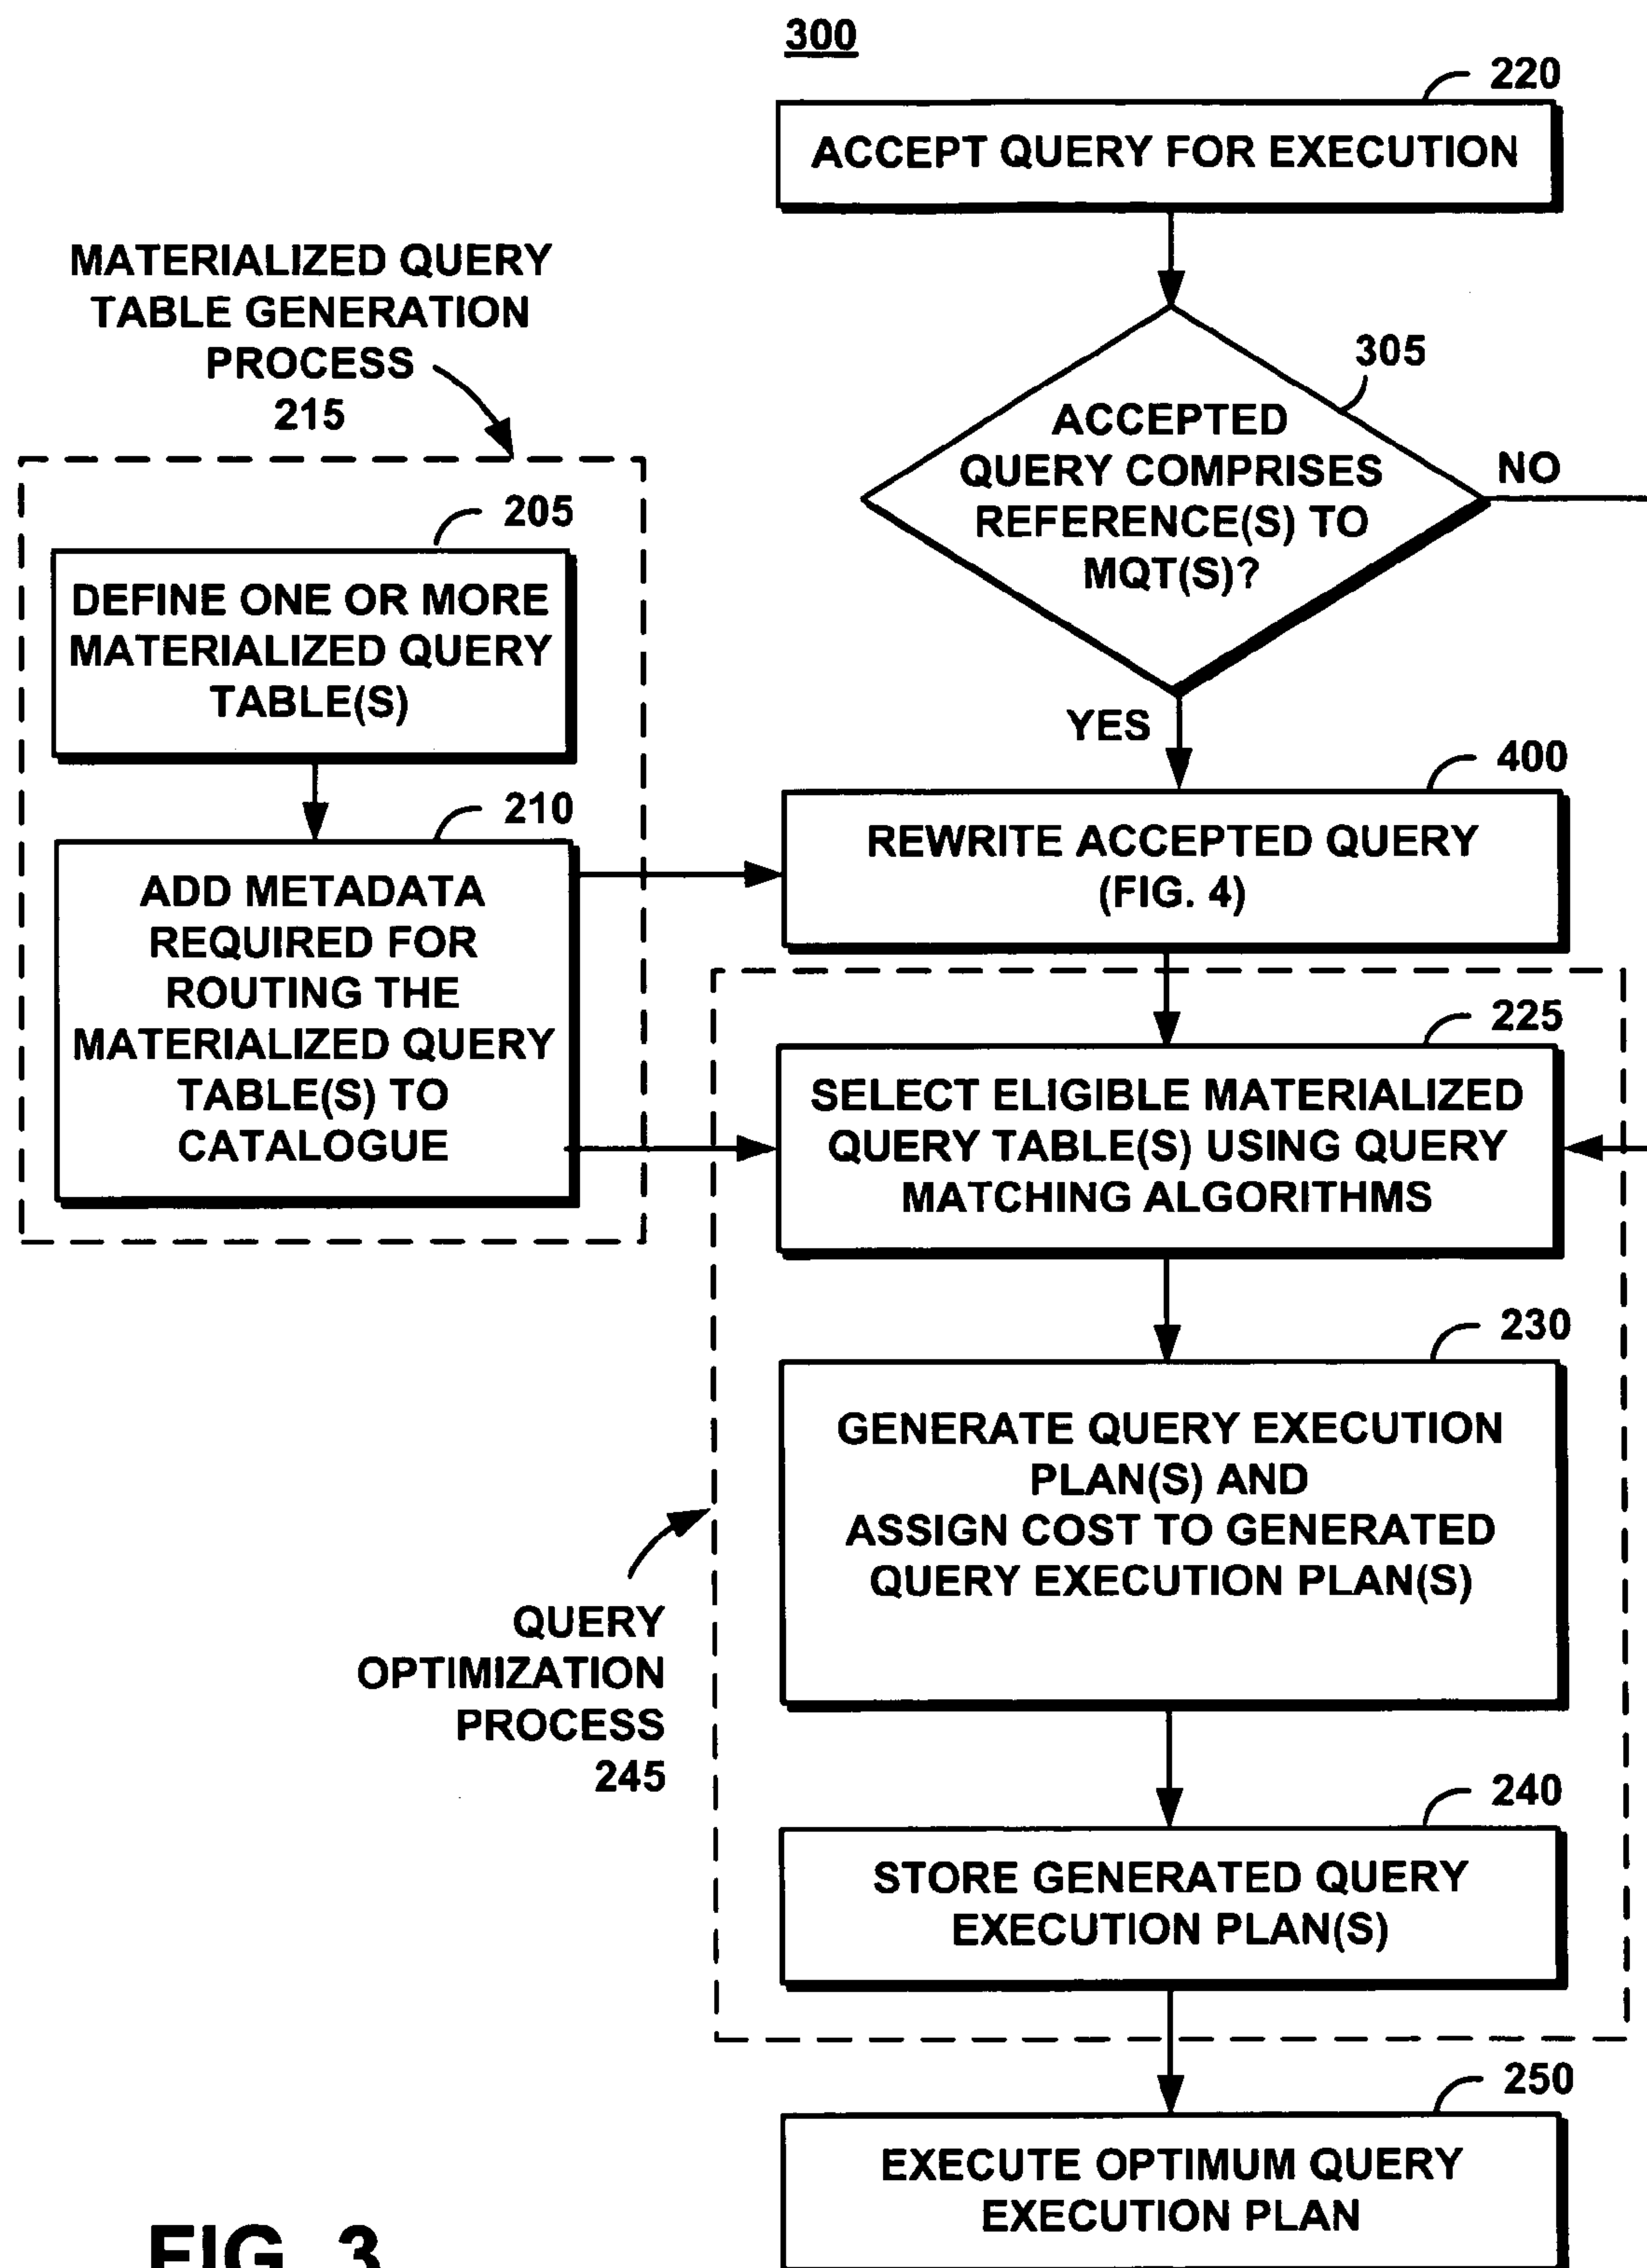 300
220
ACCEPT QUERY FOR EXECUTION
MATERIALIZED QUERY
TABLE GENERATION
PROCESS
215
305
ACCEPTED
QUERY COMPRISES
REFERENCE(S) TO
MQT(S)?
NO
YES
205
DEFINE ONE OR MORE
MATERIALIZED QUERY
TABLE(S)
210
ADD METADATA
REQUIRED FOR
ROUTING THE
MATERIALIZED QUERY
TABLE(S) TO
CATALOGUE
400
REWRITE ACCEPTED QUERY
(FIG. 4)
225
SELECT ELIGIBLE MATERIALIZED
QUERY TABLE(S) USING QUERY
MATCHING ALGORITHMS
230
GENERATE QUERY EXECUTION
PLAN(S) AND
ASSIGN COST TO GENERATED
QUERY EXECUTION PLAN(S)
QUERY
OPTIMIZATION
PROCESS
245
240
STORE GENERATED QUERY
EXECUTION PLAN(S)
250
EXECUTE OPTIMUM QUERY
EXECUTION PLAN
FIG. 3